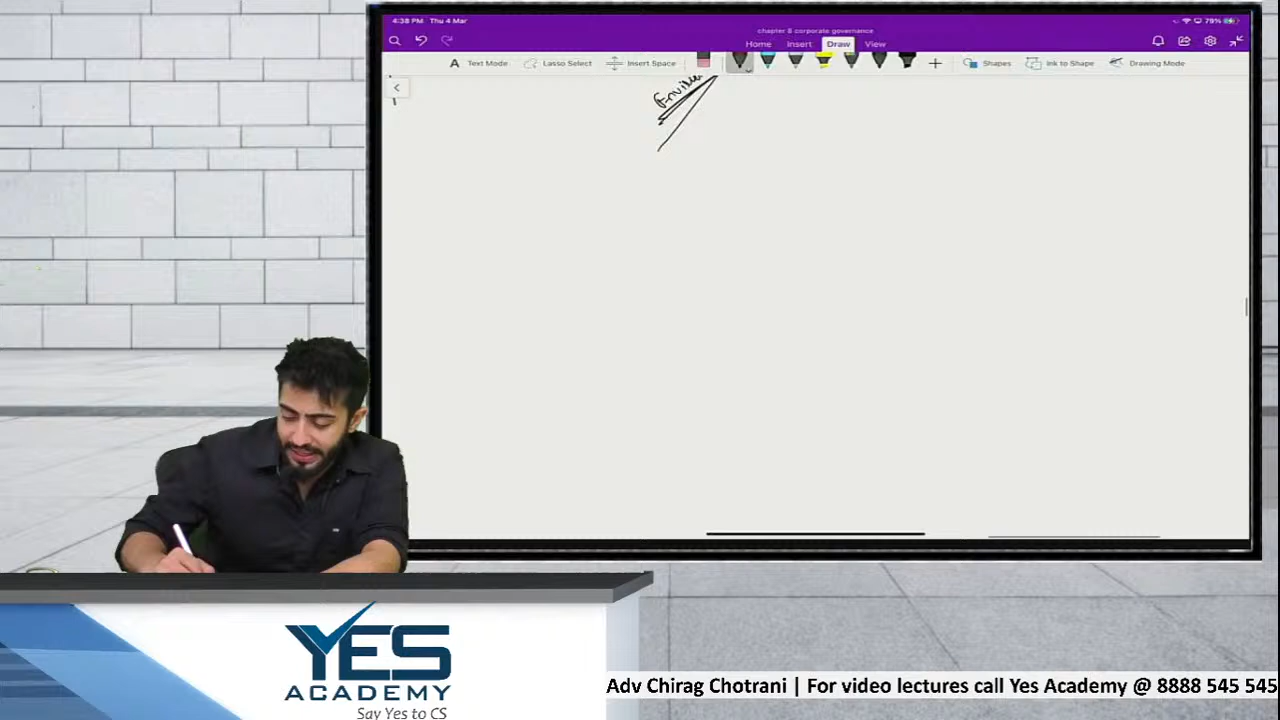 4:38 PM Thu 4 Mar
79%
chapter 8 corporate governance
Home Insert Draw View
A Text Mode Lasso Select Insert Space Shapes Ink to Shape Drawing Mode
YES
ACADEMY
Say Yes to CS
Adv Chirag Chotrani | For video lectures call Yes Academy @ 8888 545 545